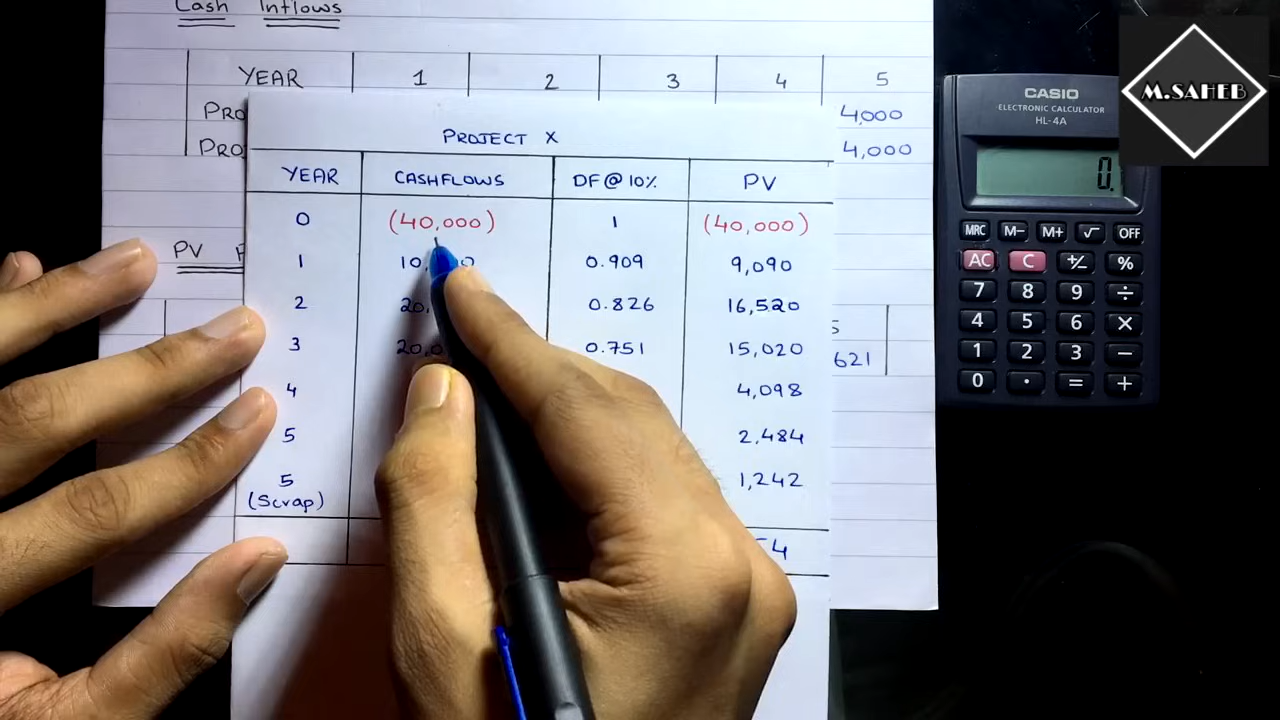 Cash Inflows
YEAR 1 2 3 4 5
4,000
4,000
PROJECT X
YEAR CASHFLOWS DF@10% PV
0 (40,000) 1 (40,000)
1 0.909 9,090
2 0.826 16,520
3 0.751 15,020
4 4,098
5 2,484
5 1,242
(Scrap)
PV
621
M.SAHEB
CASIO
ELECTRONIC CALCULATOR
HL-4A
0.
MRC M− M+ √ OFF
AC C +/− %
7 8 9 ÷
4 5 6 ×
1 2 3 −
0 · = +